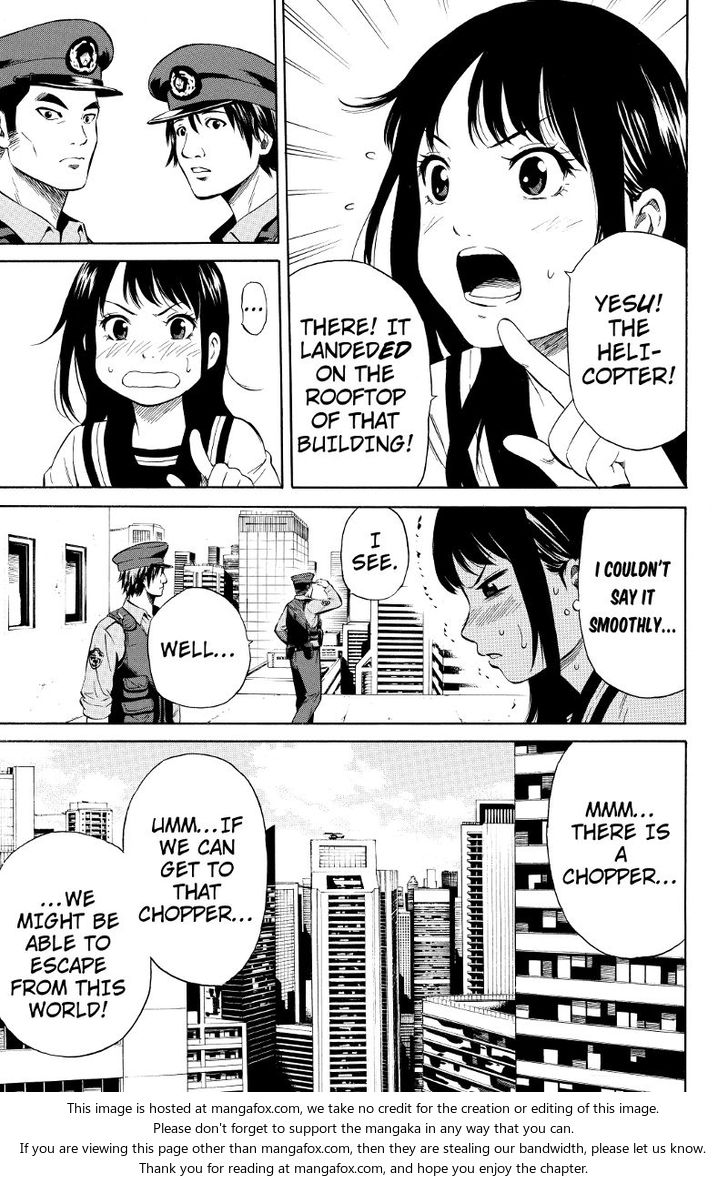 YESU!
THE
HELI-
COPTER!
THERE! IT
LANDEDED
ON THE
ROOFTOP
OF THAT
BUILDING!
...
I COULDN'T
SAY IT
SMOOTHLY...
I
SEE.
WELL...
MMM...
THERE IS
A
CHOPPER...
UMM...IF
WE CAN
GET TO
THAT
CHOPPER...
...WE
MIGHT BE
ABLE TO
ESCAPE
FROM THIS
WORLD!
This image is hosted at mangafox.com, we take no credit for the creation or editing of this image.
Please don't forget to support the mangaka in any way that you can.
If you are viewing this page other than mangafox.com, then they are stealing our bandwidth, please let us know.
Thank you for reading at mangafox.com, and hope you enjoy the chapter.